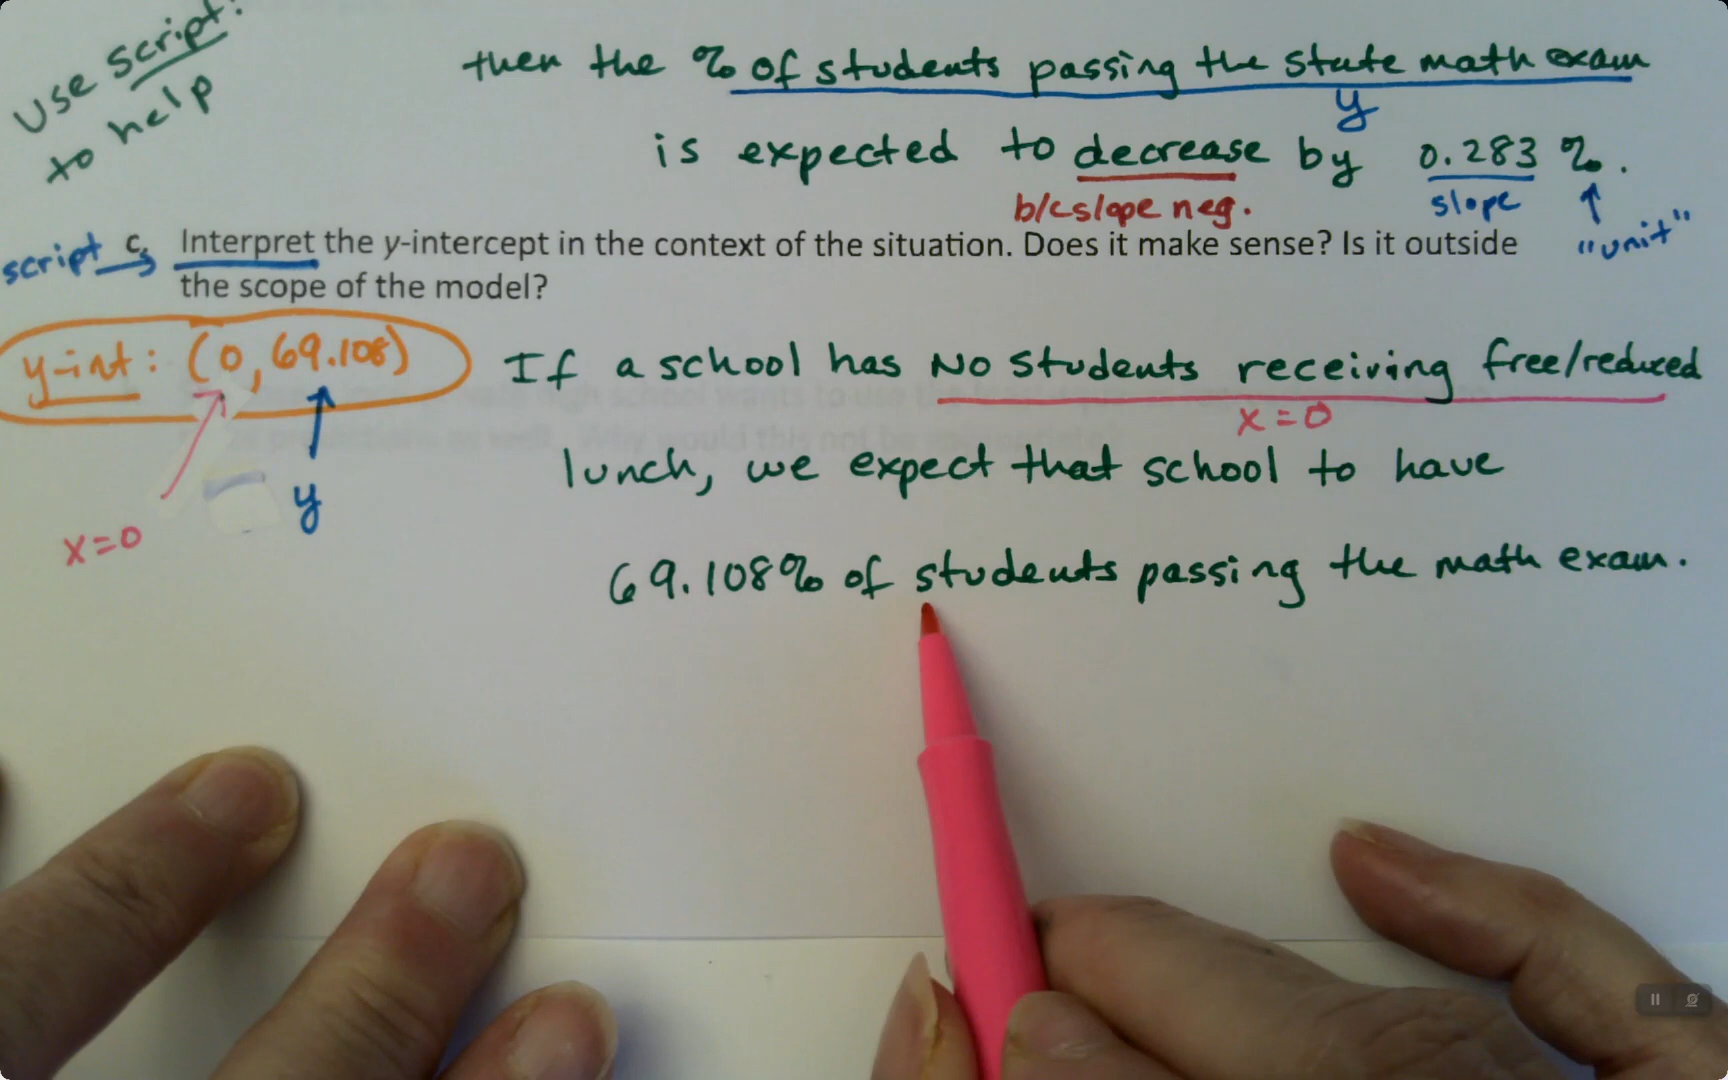 Use script!
to help
then the % of students passing the state math exam
y
is expected to decrease by 0.283 %.
b/c slope neg.
slope
"unit"
script
c. Interpret the y-intercept in the context of the situation. Does it make sense? Is it outside
the scope of the model?
y-int: (0, 69.108)
If a school has NO students receiving free/reduced
x=0
lunch, we expect that school to have
x=0
y
69.108% of students passing the math exam.